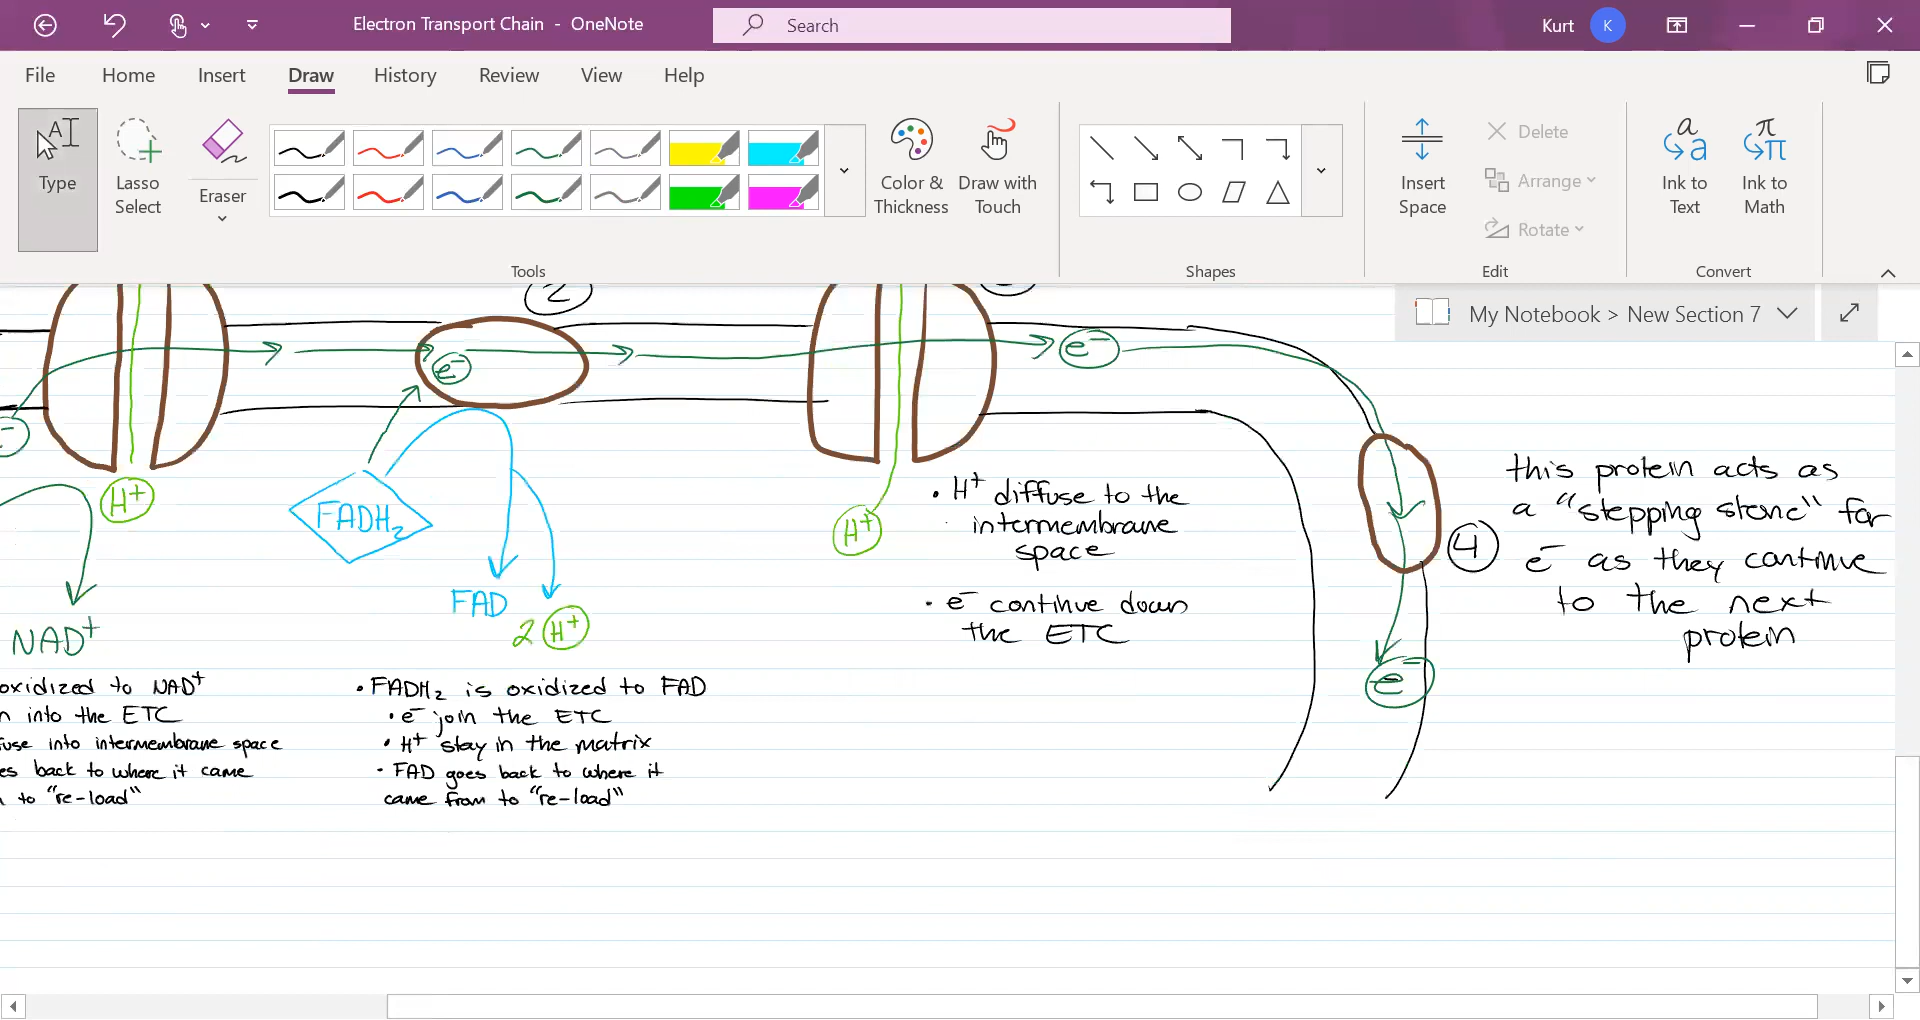 Electron Transport Chain - OneNote
Search
Kurt
K
File Home Insert Draw History Review View Help
Type
Lasso Select
Eraser
Color & Thickness
Draw with Touch
Insert Space
Delete
Arrange
Rotate
Ink to Text
Ink to Math
Tools
Shapes
Edit
Convert
My Notebook > New Section 7
2
e⁻
e⁻
H⁺
FADH₂
FAD
2 H⁺
NAD⁺
H⁺
• H⁺ diffuse to the
intermembrane
space
• e⁻ continue down
the ETC
4
this protein acts as
a "stepping stone" for
e⁻ as they continue
to the next
protein
e⁻
oxidized to NAD⁺
into the ETC
into intermembrane space
back to where it came
to "re-load"
• FADH₂ is oxidized to FAD
• e⁻ join the ETC
• H⁺ stay in the matrix
• FAD goes back to where it
came from to "re-load"